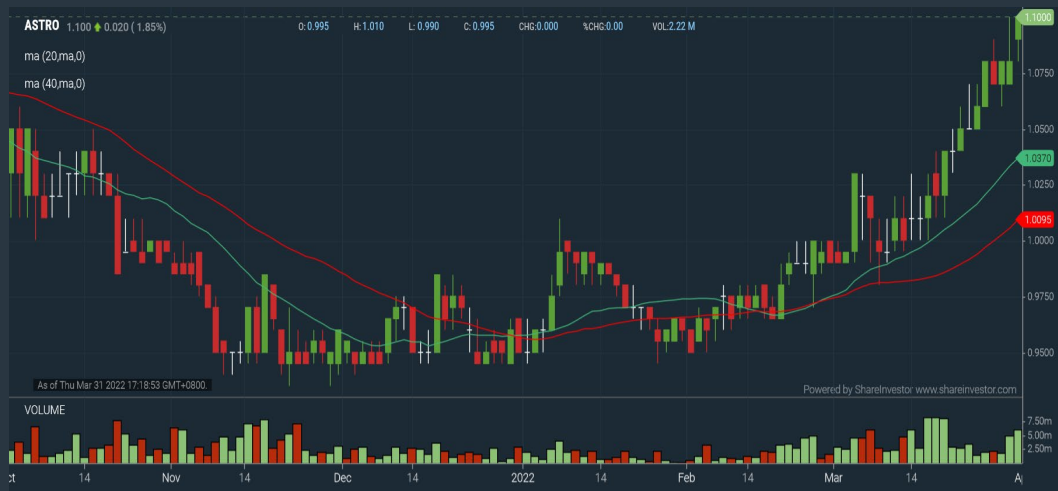 ASTRO 1.100 0.020 ( 1.85%) O: 0.995 H: 1.010 L: 0.990 C: 0.995 CHG:0.000 %CHG:0.00 VOL:2.22 M
ma (20,ma,0)
ma (40,ma,0)
1.1000
1.0750
1.0500
1.0370
1.0250
1.0095
1.0000
0.9750
0.9500
As of Thu Mar 31 2022 17:18:53 GMT+0800.
Powered by ShareInvestor www.shareinvestor.com
VOLUME
7.50m
5.00m
2.50m
ct 14 Nov 14 Dec 14 2022 14 Feb 14 Mar 14 A